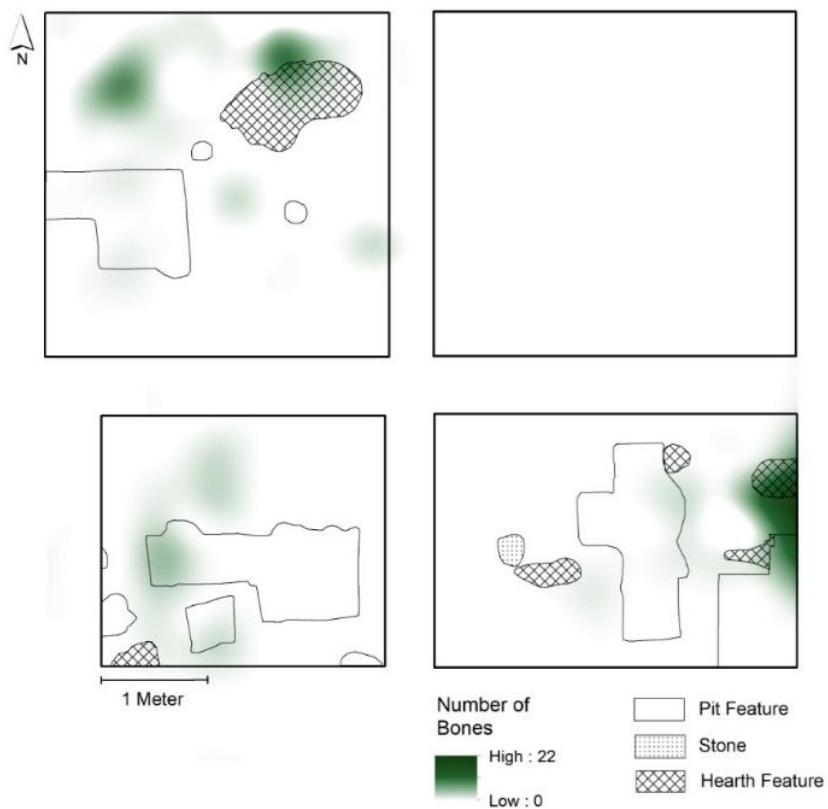 N
1 Meter
Number of
Bones
High : 22
Low : 0
Pit Feature
Stone
Hearth Feature